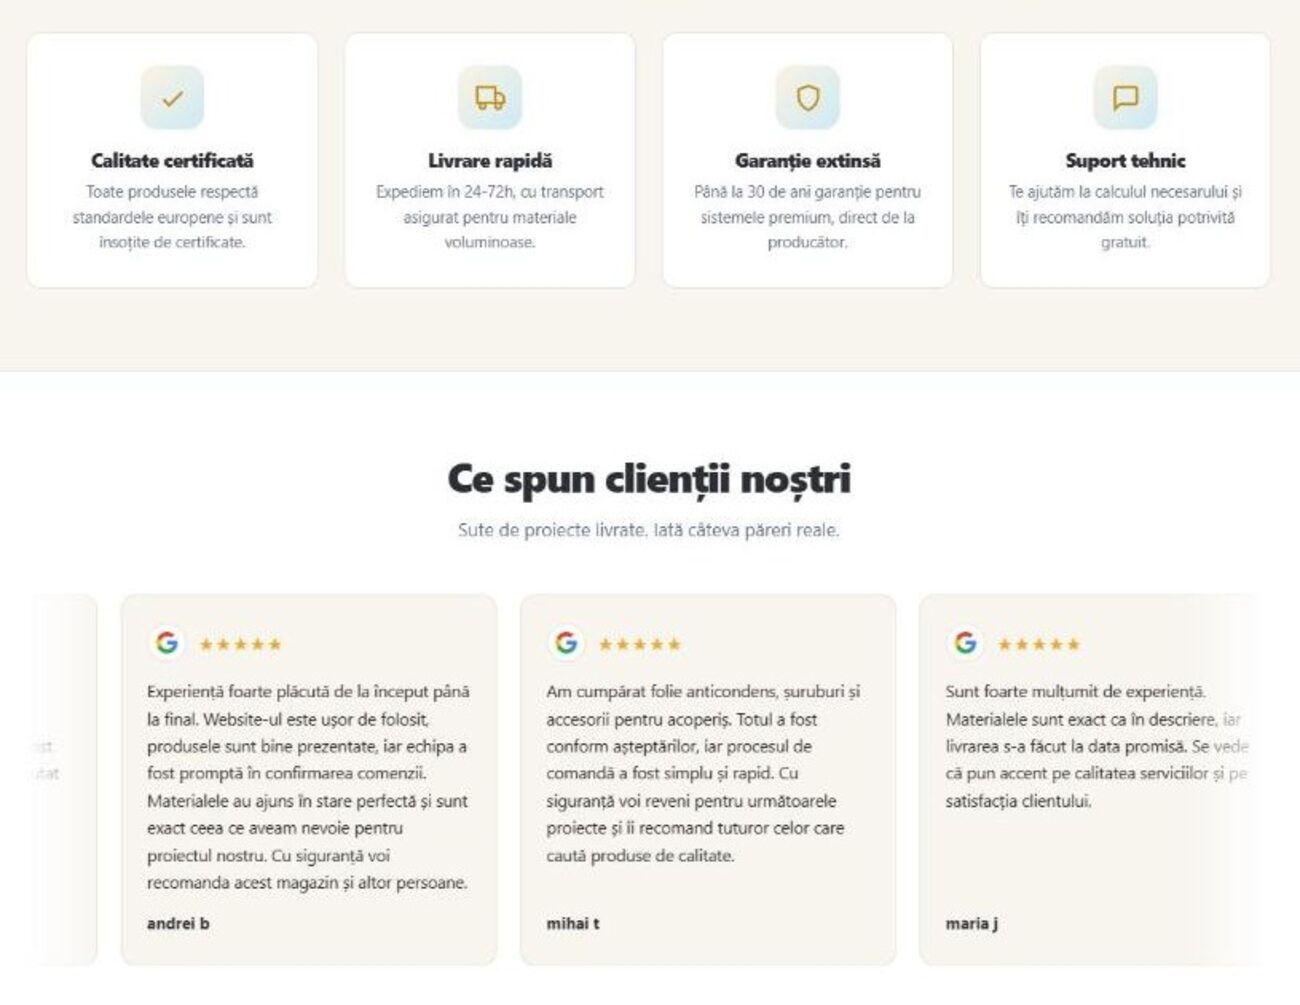 Calitate certificată
Toate produsele respectă
standardele europene și sunt
însoțite de certificate.
Livrare rapidă
Expediem în 24-72h, cu transport
asigurat pentru materiale
voluminoase.
Garanție extinsă
Până la 30 de ani garanție pentru
sistemele premium, direct de la
producător.
Suport tehnic
Te ajutăm la calculul necesarului și
îți recomandăm soluția potrivită
gratuit.
Ce spun clienții noștri
Sute de proiecte livrate. Iată câteva păreri reale.
Experiență foarte plăcută de la început până
la final. Website-ul este ușor de folosit,
produsele sunt bine prezentate, iar echipa a
fost promptă în confirmarea comenzii.
Materialele au ajuns în stare perfectă și sunt
exact ceea ce aveam nevoie pentru
proiectul nostru. Cu siguranță voi
recomanda acest magazin și altor persoane.
andrei b
Am cumpărat folie anticondens, șuruburi și
accesorii pentru acoperiș. Totul a fost
conform așteptărilor, iar procesul de
comandă a fost simplu și rapid. Cu
siguranță voi reveni pentru următoarele
proiecte și îi recomand tuturor celor care
caută produse de calitate.
mihai t
Sunt foarte mulțumit de experiență.
Materialele sunt exact ca în descriere, iar
livrarea s-a făcut la data promisă. Se vede
că pun accent pe calitatea serviciilor și pe
satisfacția clientului.
maria j